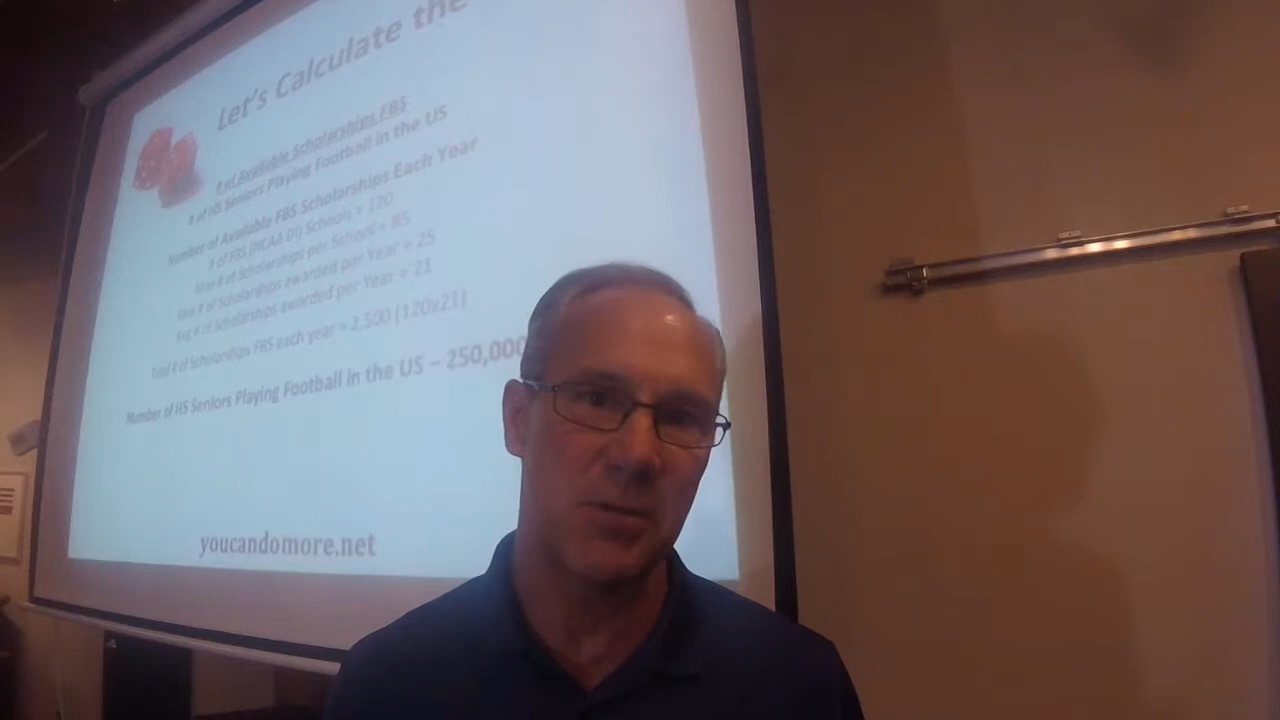 Let's Calculate the
# of Available Scholarships FBS
# of HS Seniors Playing Football in the US
Number of Available FBS Scholarships Each Year
# of FBS (NCAA DI) Schools = 120
Max # of Scholarships per School = 85
Max # of Scholarships awarded per Year = 25
Avg # of Scholarships awarded per Year = 21
Total # of Scholarships FBS each year = 2,500 (120x21)
Number of HS Seniors Playing Football in the US – 250,000
youcandomore.net